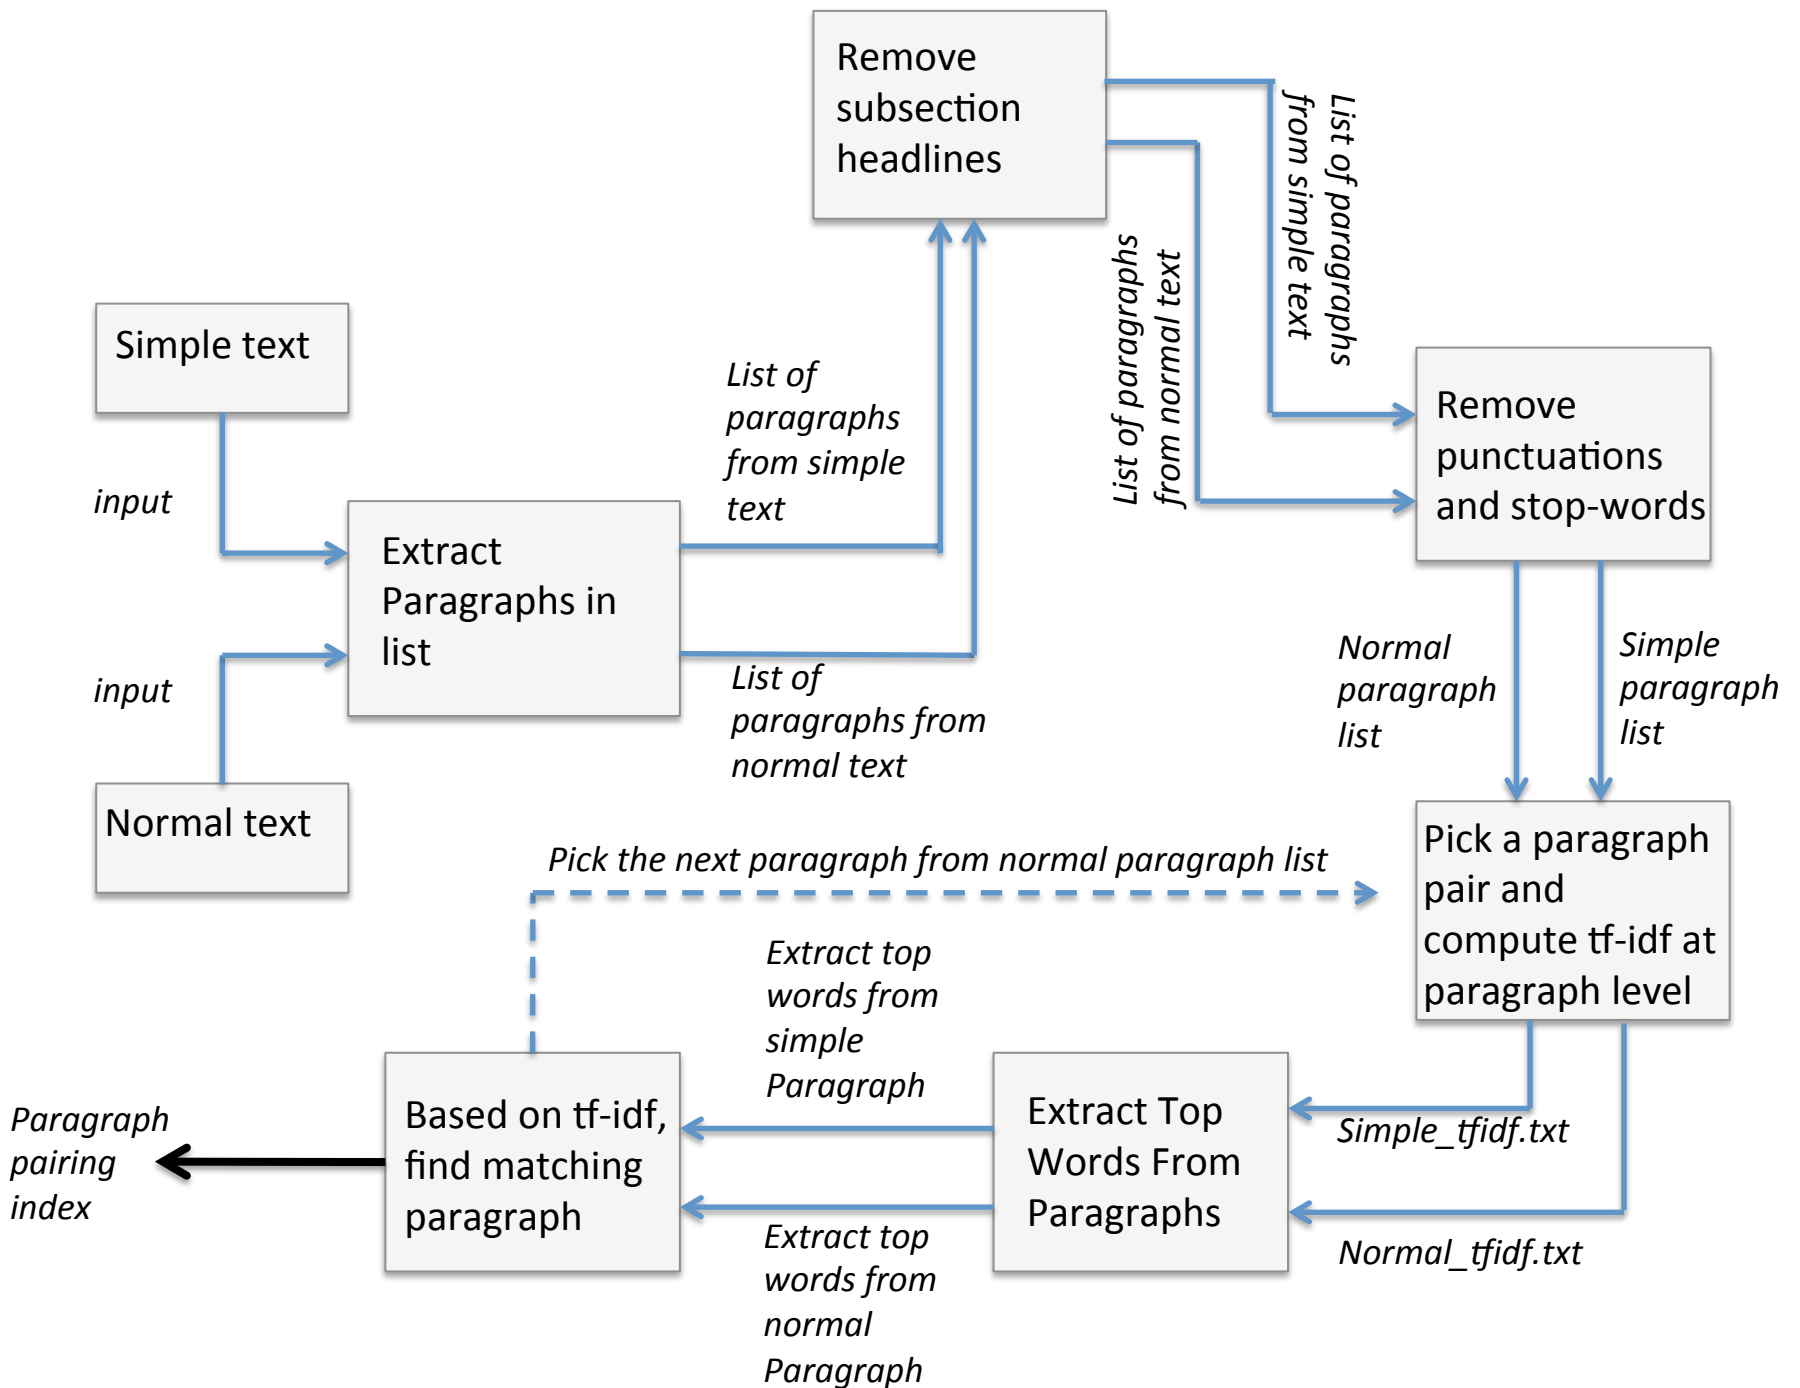 Remove
subsection
headlines
List of paragraphs
from simple text
List of paragraphs
from normal text
Simple text
input
List of
paragraphs
from simple
text
Extract
Paragraphs in
list
input
List of
paragraphs from
normal text
Normal text
Remove
punctuations
and stop-words
Normal
paragraph
list
Simple
paragraph
list
Pick a paragraph
pair and
compute tf-idf at
paragraph level
Pick the next paragraph from normal paragraph list
Simple_tfidf.txt
Normal_tfidf.txt
Extract Top
Words From
Paragraphs
Extract top
words from
simple
Paragraph
Extract top
words from
normal
Paragraph
Based on tf-idf,
find matching
paragraph
Paragraph
pairing
index